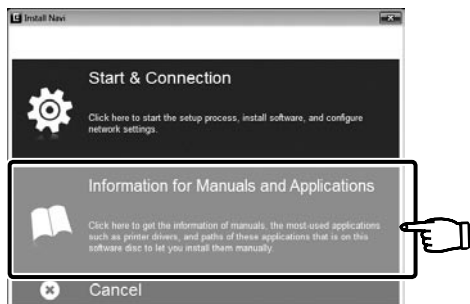 Install Navi
Start & Connection
Click here to start the setup process, install software, and configure
network settings.
Information for Manuals and Applications
Click here to get the information of manuals, the most-used applications
such as printer drivers, and paths of these applications that is on this
software disc to let you install them manually.
Cancel